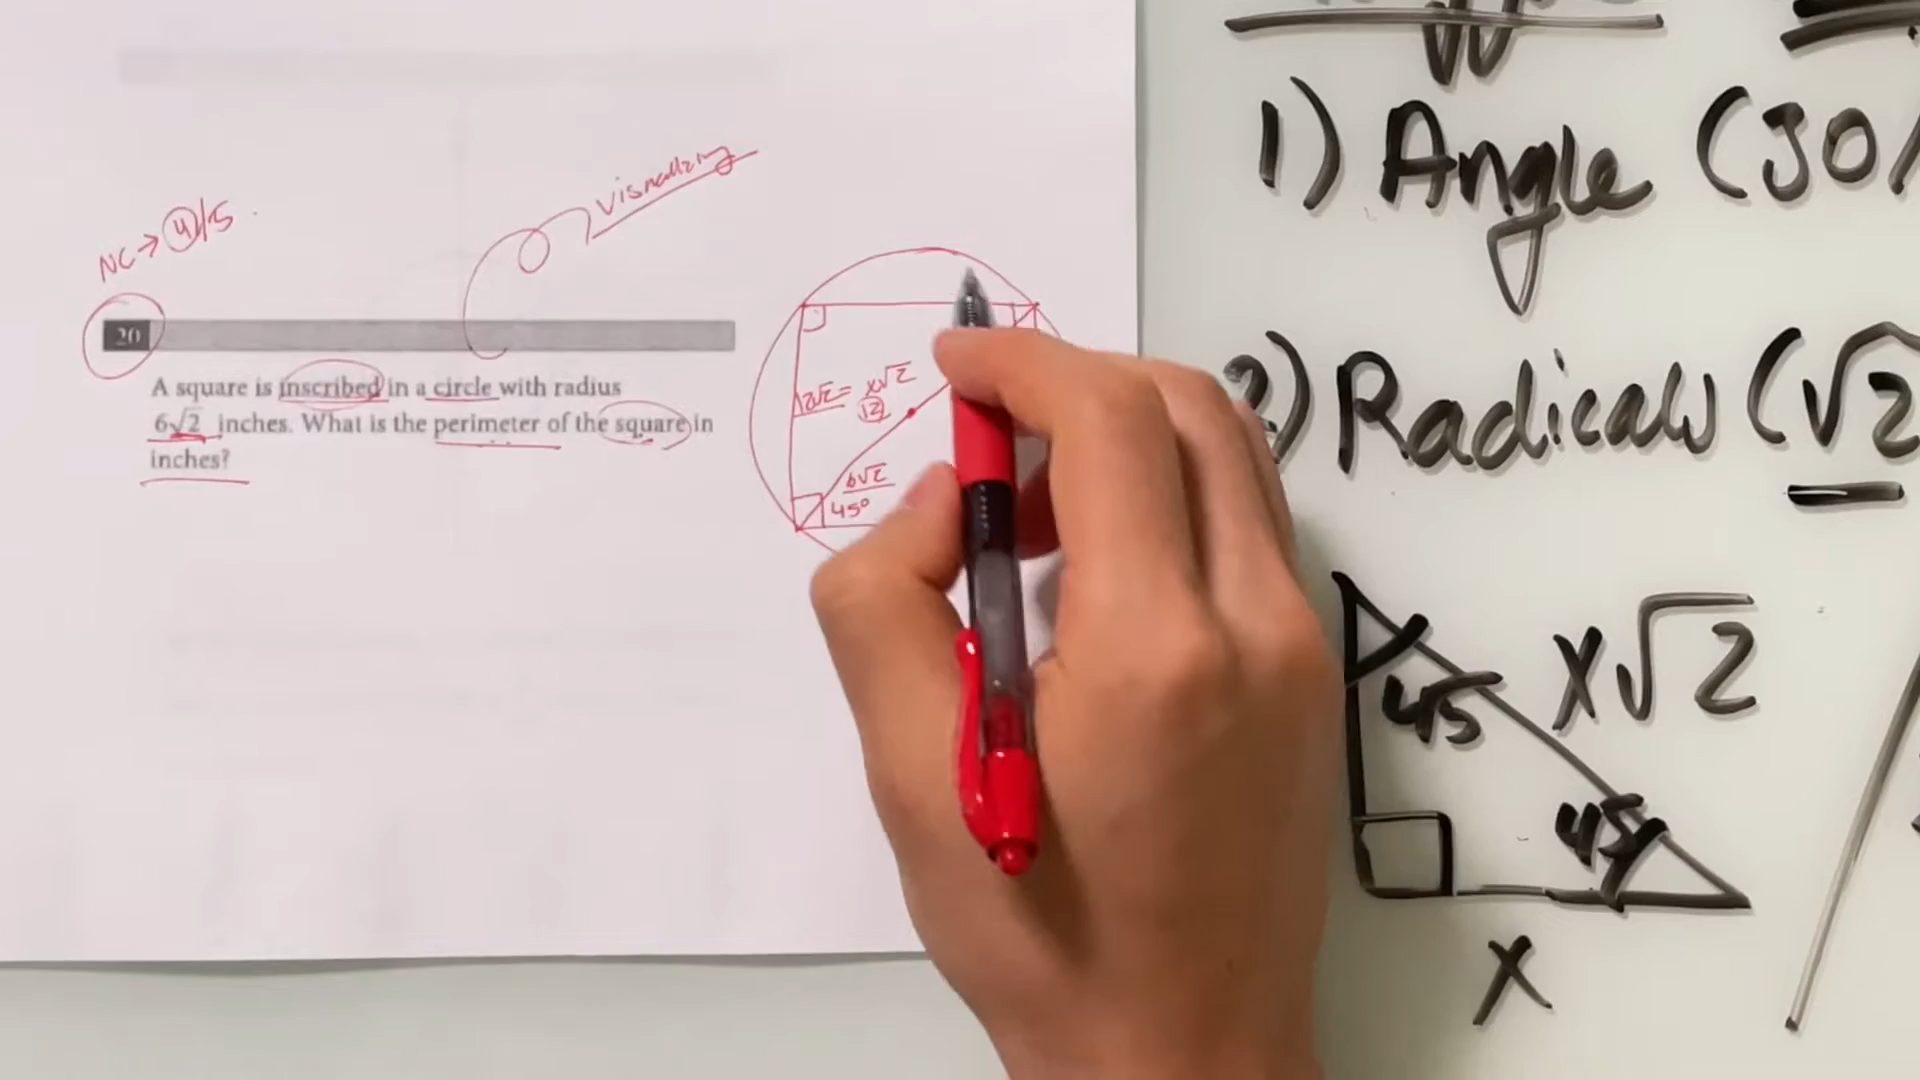 NC → 4/5
visualizing
20
A square is inscribed in a circle with radius
6√2 inches. What is the perimeter of the square in
inches?
12√2 = x√2
12
6√2
45°
1) Angle (30/
2) Radicals (√2
45
x√2
45
x